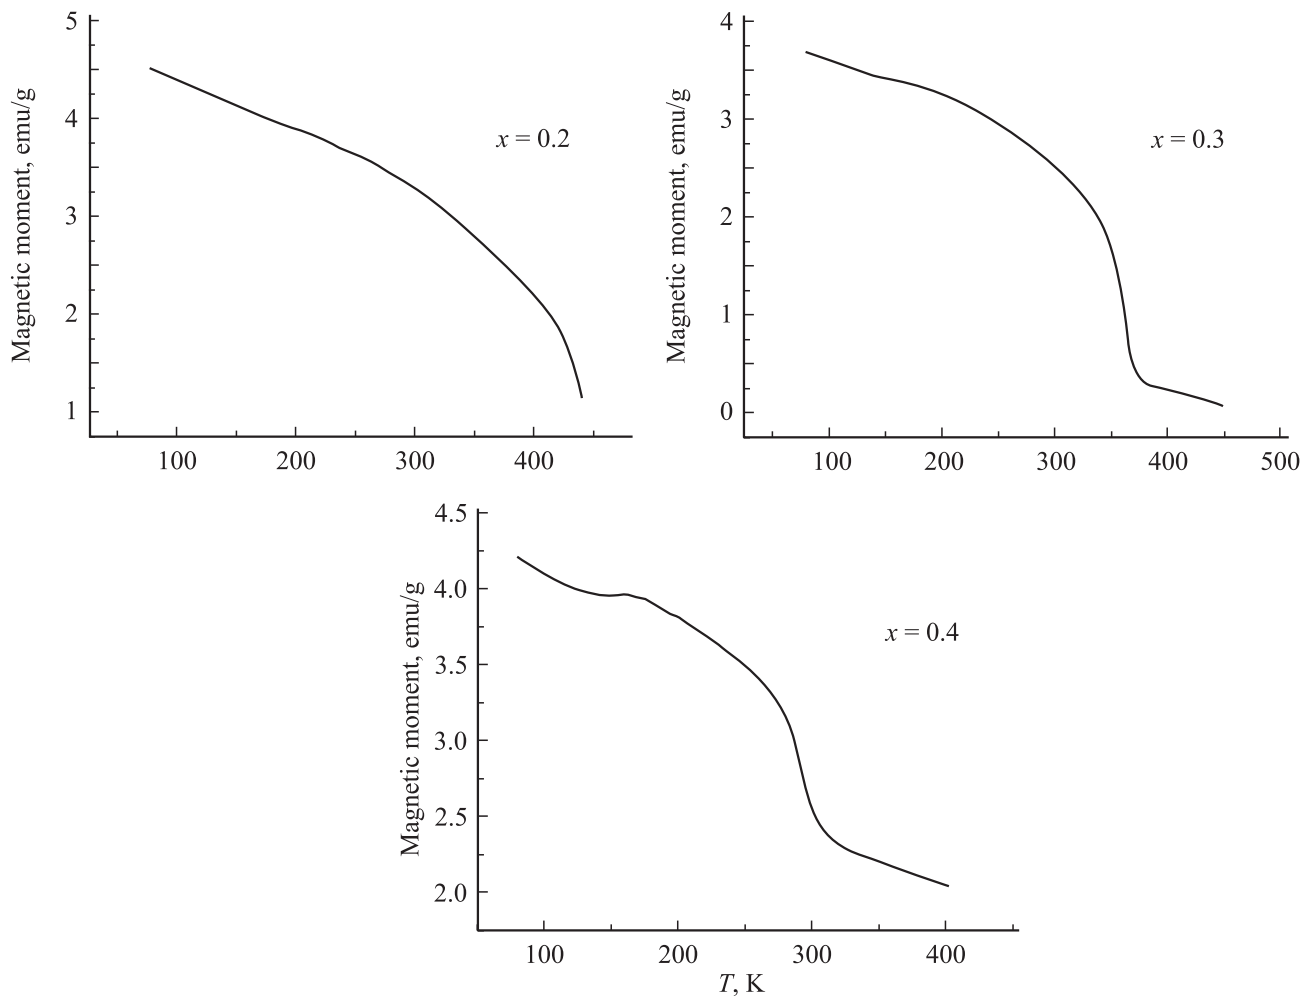 5
4
3
2
1
Magnetic moment, emu/g
x = 0.2
100 200 300 400
4
3
2
1
0
Magnetic moment, emu/g
x = 0.3
100 200 300 400 500
4.5
4.0
3.5
3.0
2.5
2.0
Magnetic moment, emu/g
x = 0.4
100 200 300 400
T, K